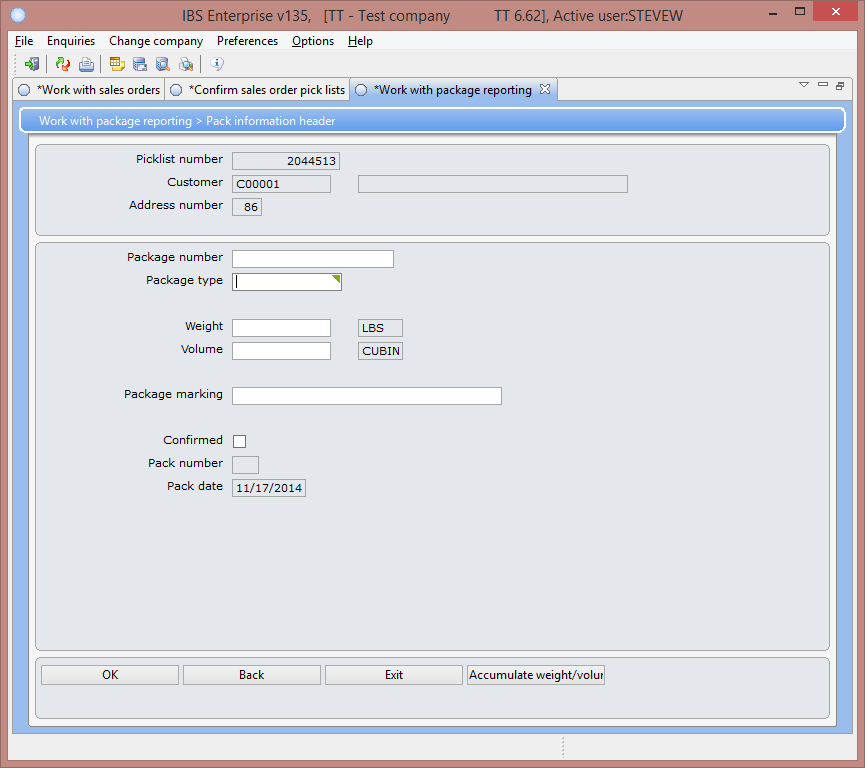 IBS Enterprise v135, [TT - Test company TT 6.62], Active user:STEVEW
File Enquiries Change company Preferences Options Help
*Work with sales orders *Confirm sales order pick lists *Work with package reporting
Work with package reporting > Pack information header
Picklist number 2044513
Customer C00001
Address number 86
Package number
Package type
Weight LBS
Volume CUBIN
Package marking
Confirmed
Pack number
Pack date 11/17/2014
OK Back Exit Accumulate weight/volur